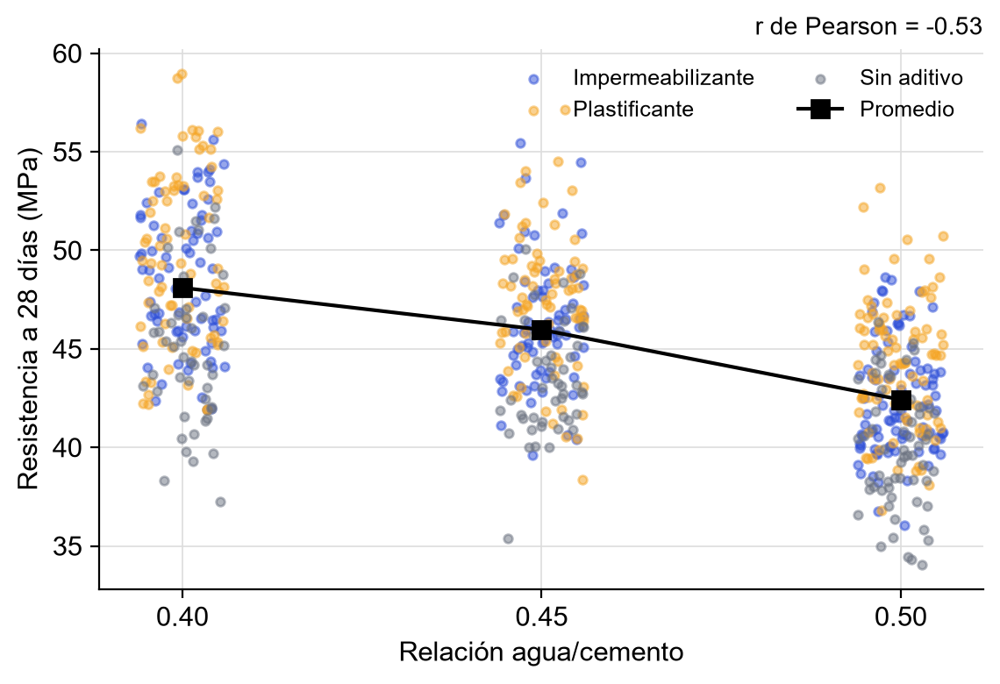 r de Pearson = -0.53
60
55
50
45
40
35
Resistencia a 28 días (MPa)
Impermeabilizante
Plastificante
Sin aditivo
Promedio
0.40
0.45
0.50
Relación agua/cemento